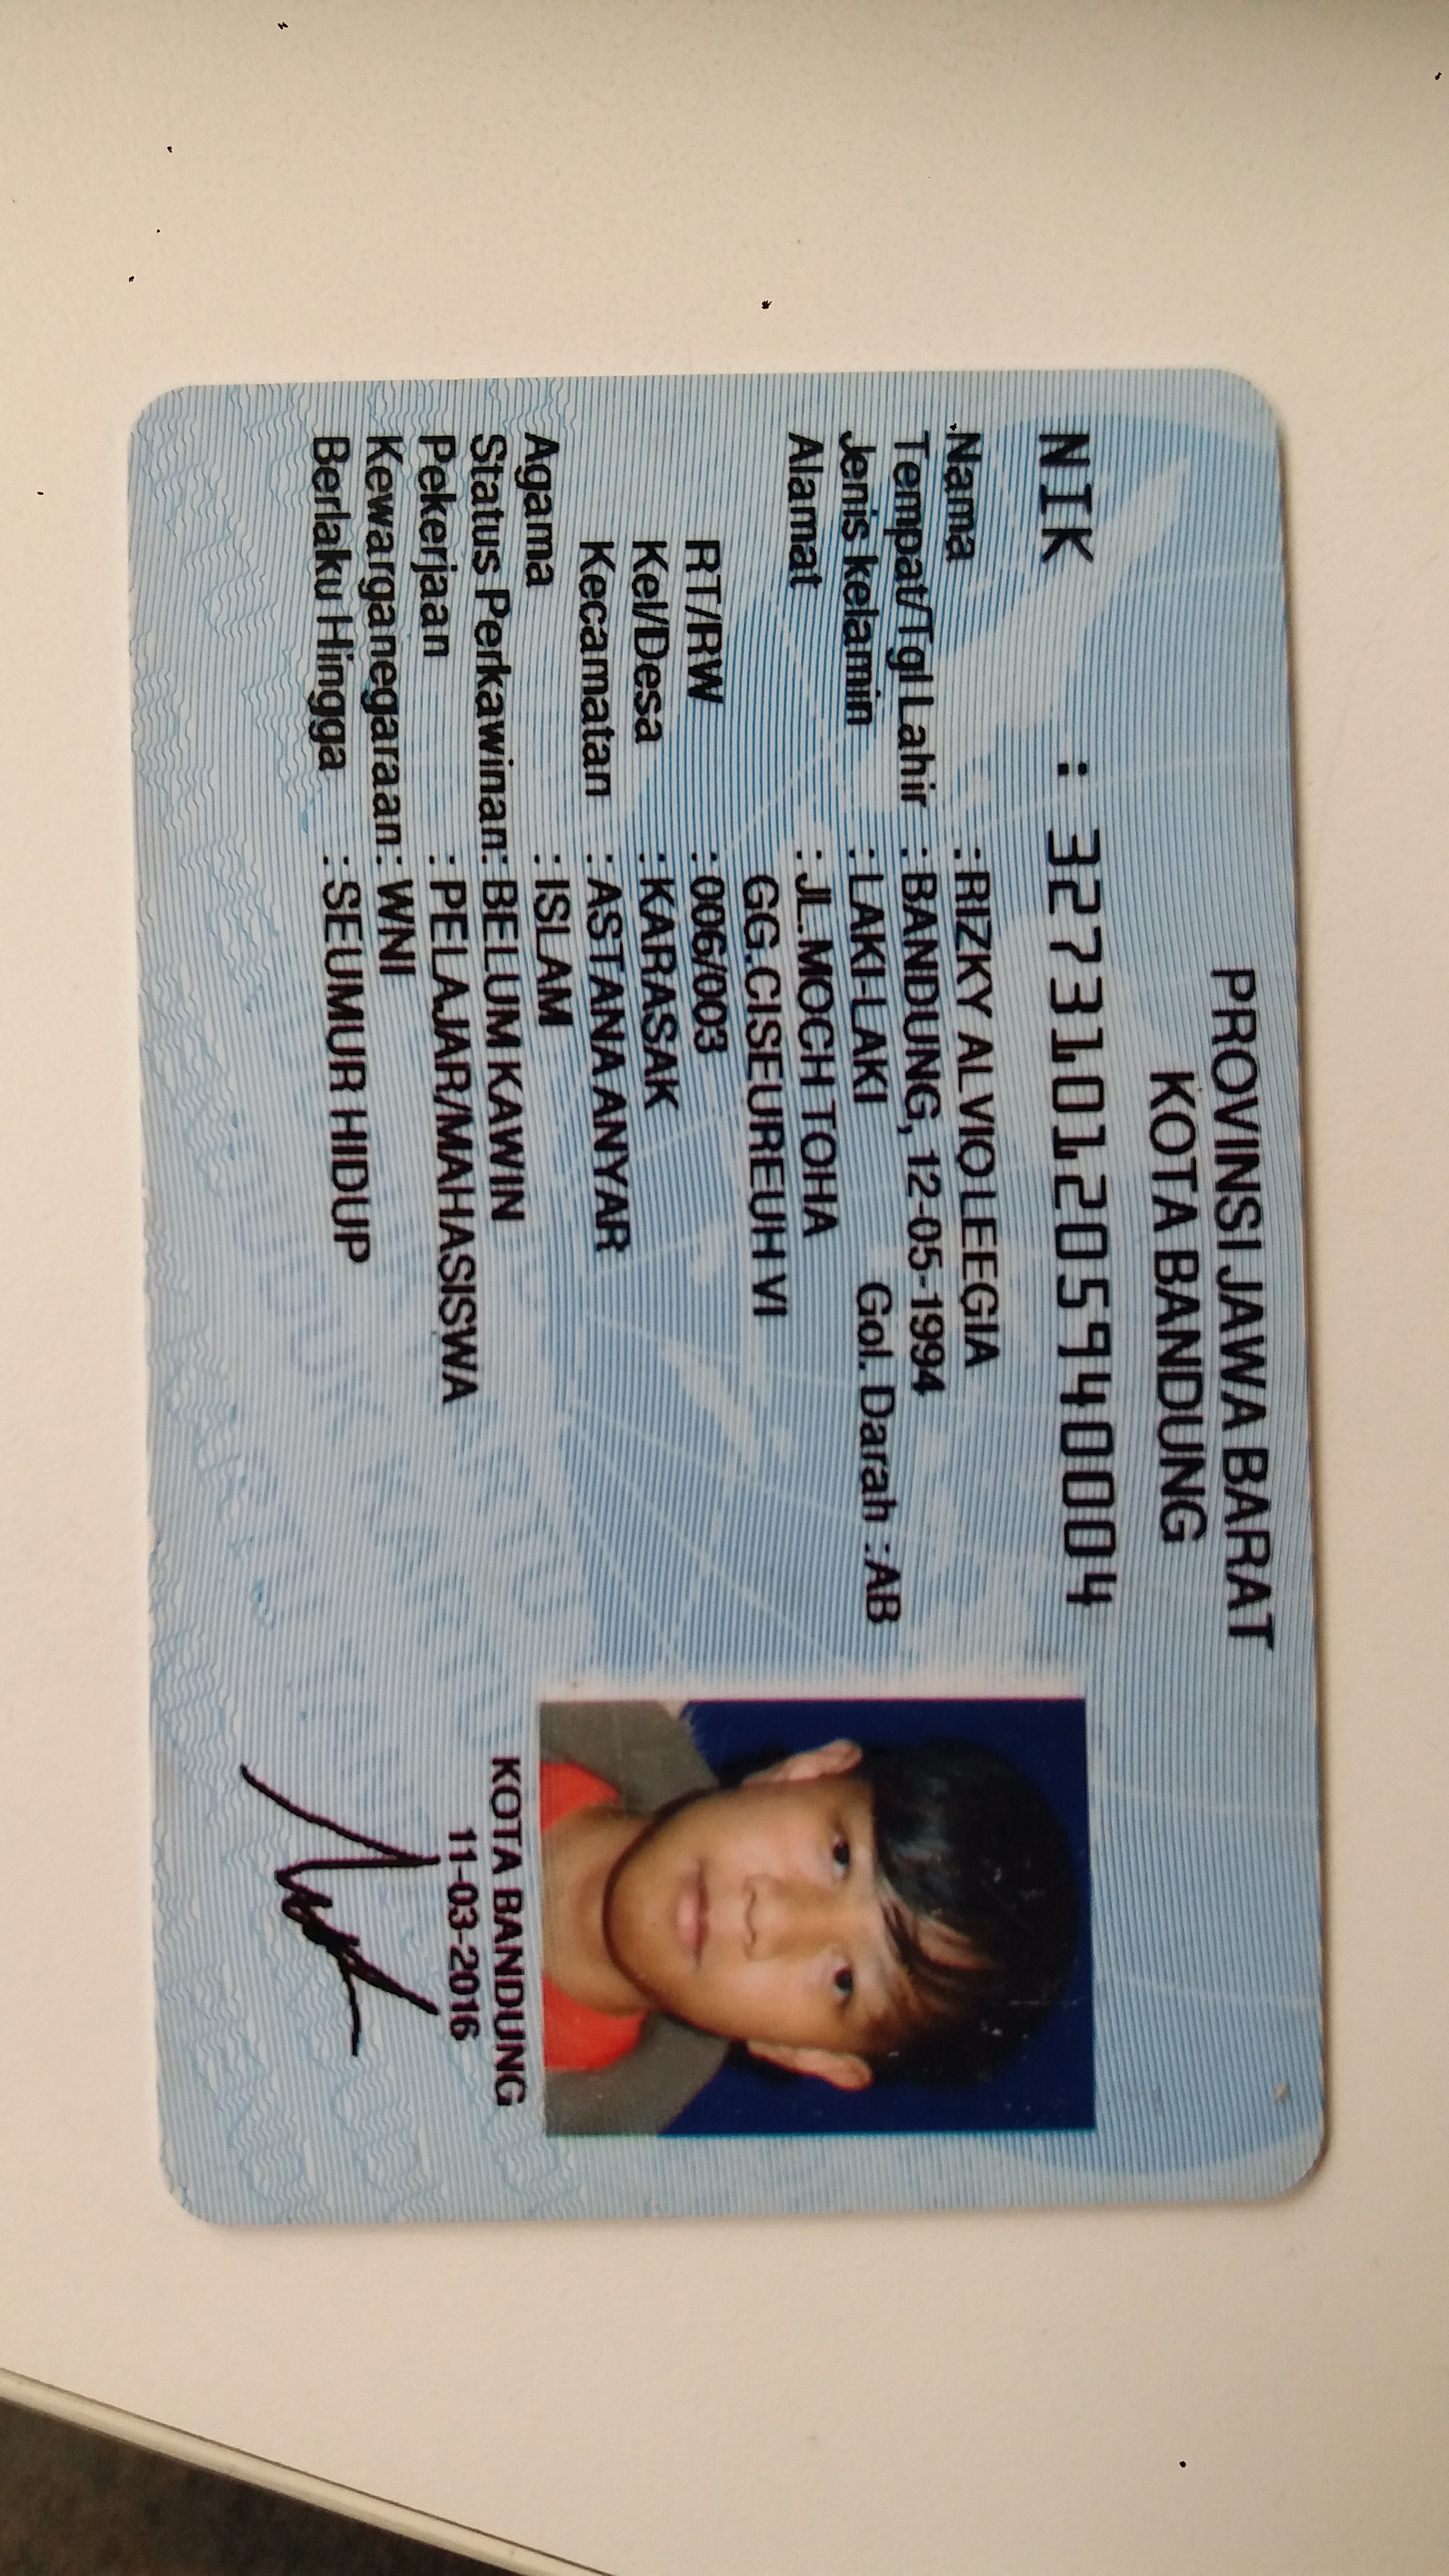 PROVINSI JAWA BARAT
KOTA BANDUNG
NIK : 3273101205940004
Nama : RIZKY ALVIO LEEGIA
Tempat/Tgl Lahir : BANDUNG, 12-05-1994
Jenis kelamin : LAKI-LAKI Gol. Darah : AB
Alamat : JL.MOCH TOHA
GG.CISEUREUH VI
RT/RW : 006/003
Kel/Desa : KARASAK
Kecamatan : ASTANA ANYAR
Agama : ISLAM
Status Perkawinan: BELUM KAWIN
Pekerjaan : PELAJAR/MAHASISWA
Kewarganegaraan: WNI
Berlaku Hingga : SEUMUR HIDUP
KOTA BANDUNG
11-03-2016